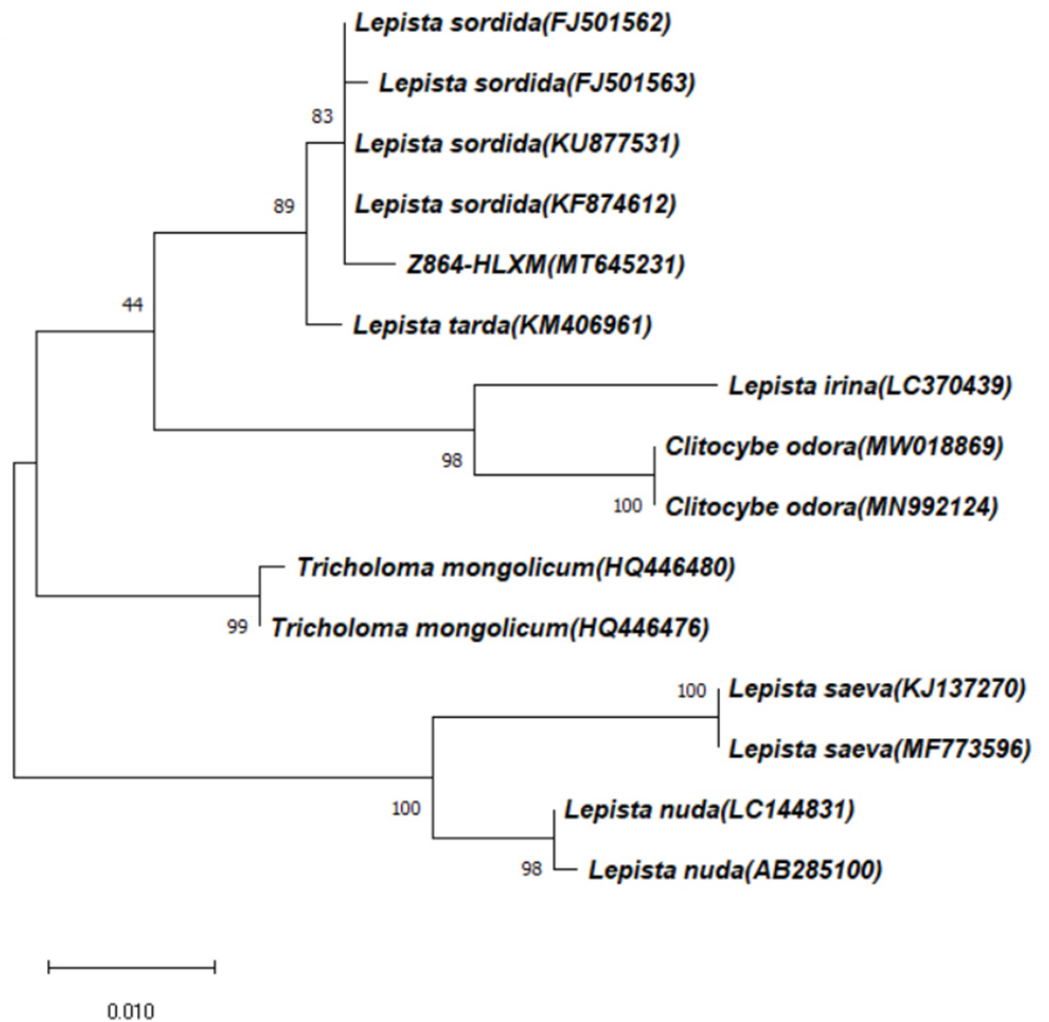 Lepista sordida(FJ501562)
Lepista sordida(FJ501563)
83
Lepista sordida(KU877531)
89
Lepista sordida(KF874612)
Z864-HLXM(MT645231)
44
Lepista tarda(KM406961)
Lepista irina(LC370439)
Clitocybe odora(MW018869)
98
100
Clitocybe odora(MN992124)
Tricholoma mongolicum(HQ446480)
99
Tricholoma mongolicum(HQ446476)
100
Lepista saeva(KJ137270)
Lepista saeva(MF773596)
100
Lepista nuda(LC144831)
98
Lepista nuda(AB285100)
0.010